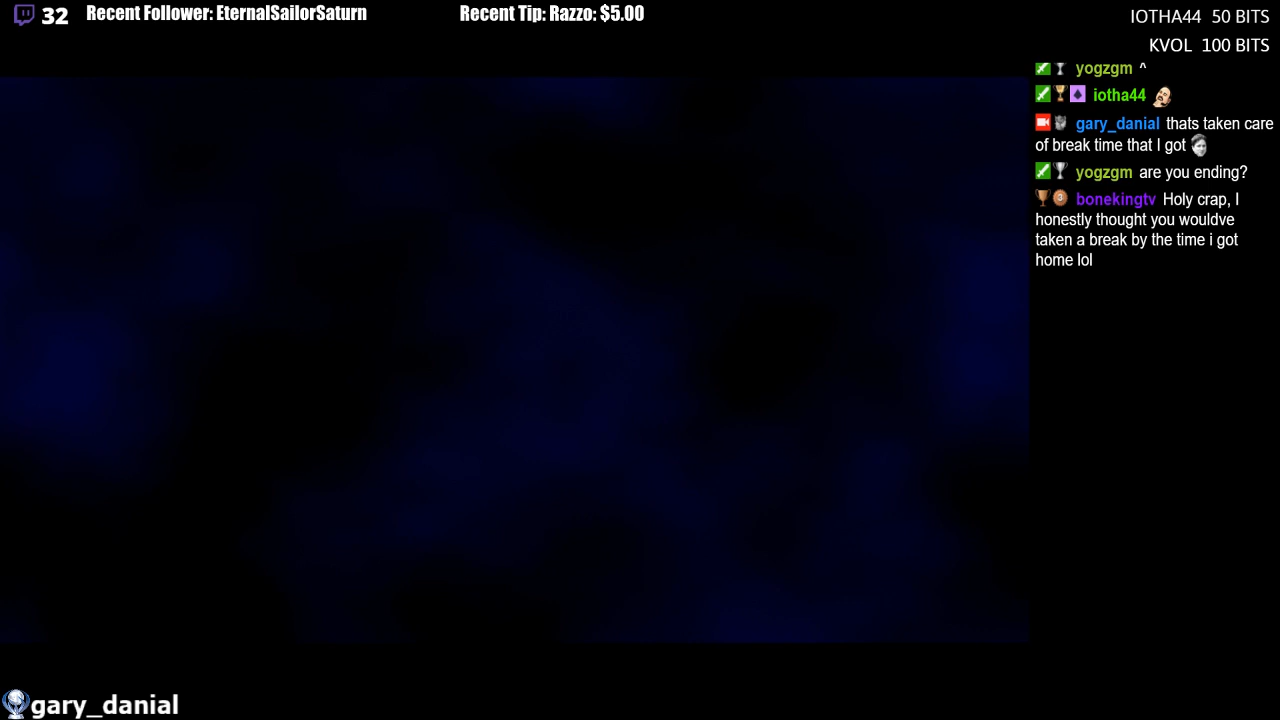 32 Recent Follower: EternalSailorSaturn Recent Tip: Razzo: $5.00
IOTHA44 50 BITS
KVOL 100 BITS
yogzgm ^
iotha44
gary_danial thats taken care
of break time that I got
yogzgm are you ending?
bonekingtv Holy crap, I
honestly thought you wouldve
taken a break by the time i got
home lol
gary_danial